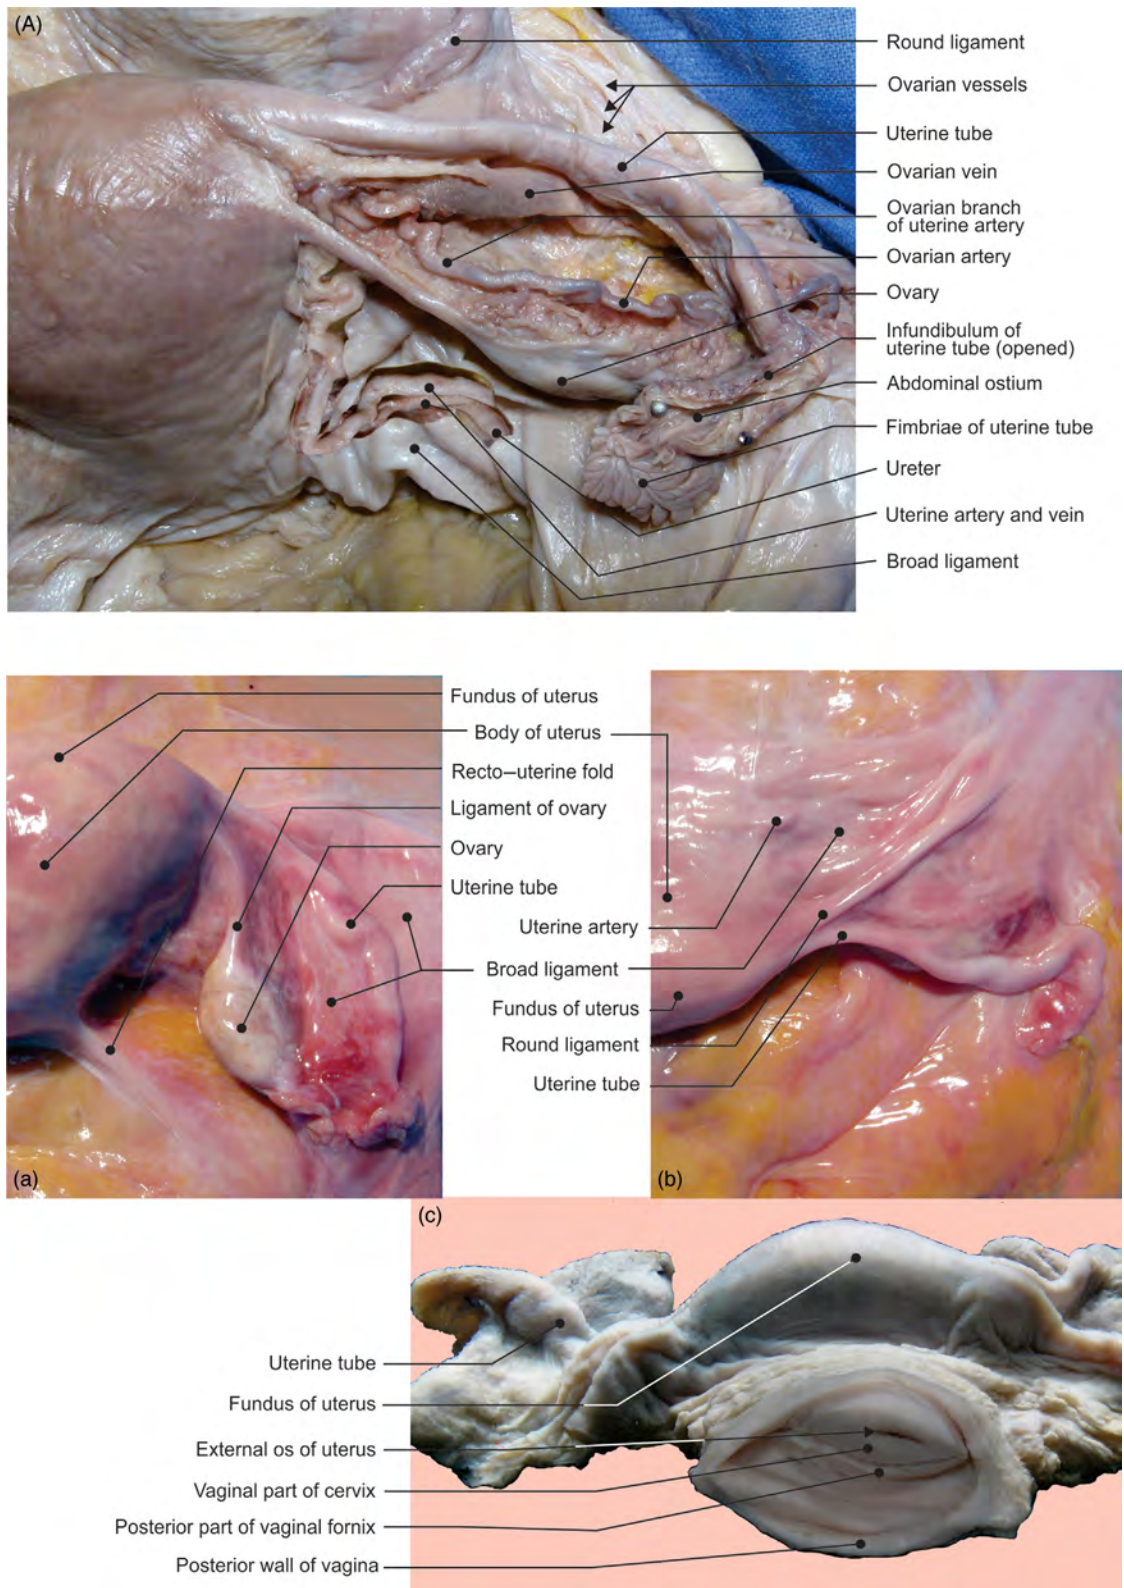 (A)
Round ligament
Ovarian vessels
Uterine tube
Ovarian vein
Ovarian branch
of uterine artery
Ovarian artery
Ovary
Infundibulum of
uterine tube (opened)
Abdominal ostium
Fimbriae of uterine tube
Ureter
Uterine artery and vein
Broad ligament
Fundus of uterus
Body of uterus
Recto–uterine fold
Ligament of ovary
Ovary
Uterine tube
Uterine artery
Broad ligament
Fundus of uterus
Round ligament
Uterine tube
(a)
(b)
(c)
Uterine tube
Fundus of uterus
External os of uterus
Vaginal part of cervix
Posterior part of vaginal fornix
Posterior wall of vagina